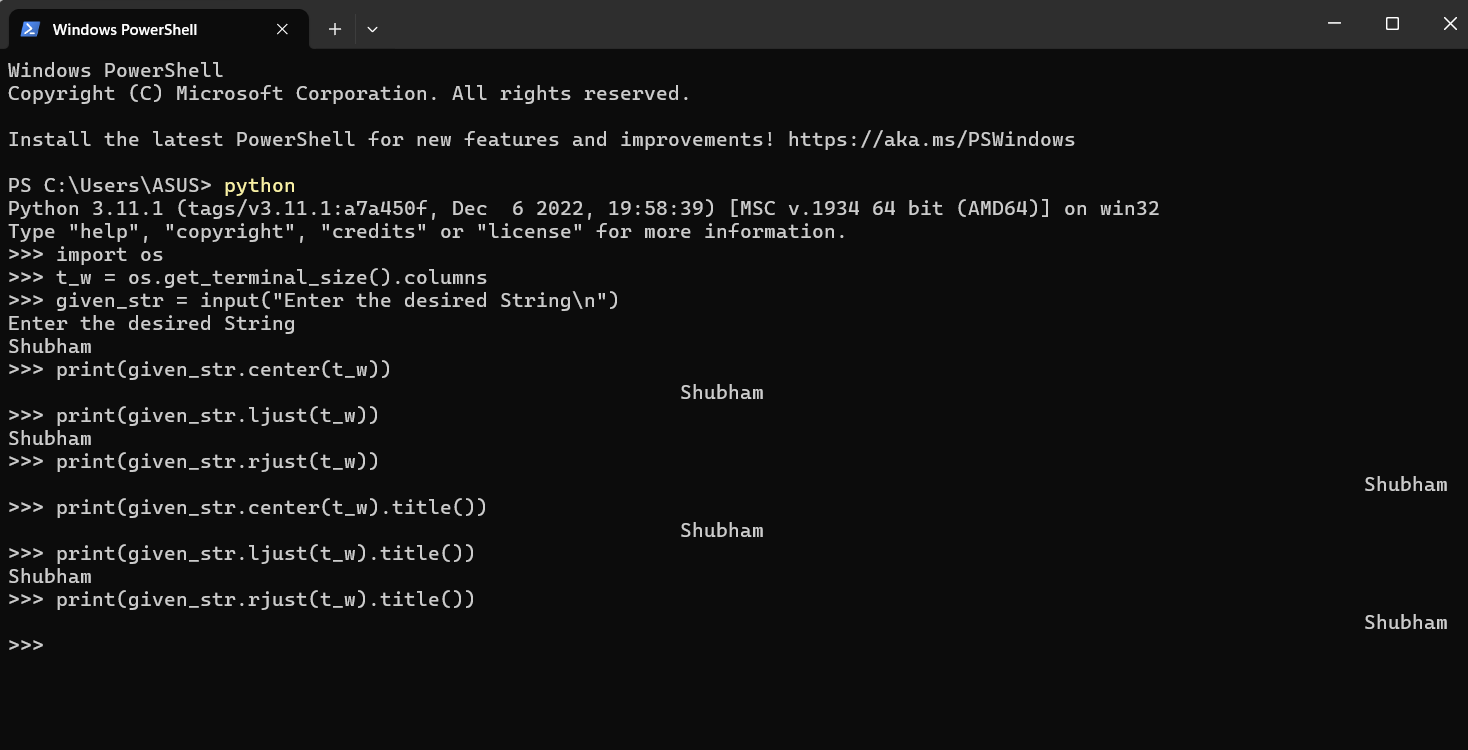 Windows PowerShell
Windows PowerShell
Copyright (C) Microsoft Corporation. All rights reserved.
Install the latest PowerShell for new features and improvements! https://aka.ms/PSWindows
PS C:\Users\ASUS> python
Python 3.11.1 (tags/v3.11.1:a7a450f, Dec  6 2022, 19:58:39) [MSC v.1934 64 bit (AMD64)] on win32
Type "help", "copyright", "credits" or "license" for more information.
>>> import os
>>> t_w = os.get_terminal_size().columns
>>> given_str = input("Enter the desired String\n")
Enter the desired String
Shubham
>>> print(given_str.center(t_w))
Shubham
>>> print(given_str.ljust(t_w))
Shubham
>>> print(given_str.rjust(t_w))
Shubham
>>> print(given_str.center(t_w).title())
Shubham
>>> print(given_str.ljust(t_w).title())
Shubham
>>> print(given_str.rjust(t_w).title())
Shubham
>>>